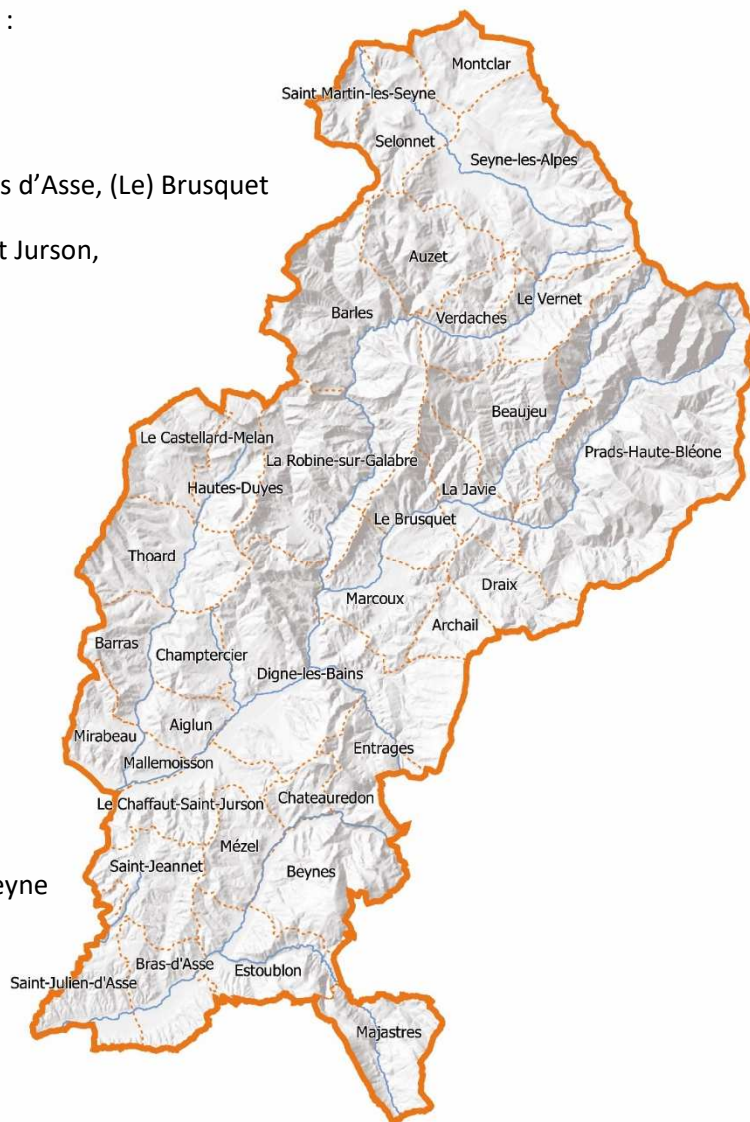 :
Montclar
Saint Martin-les-Seyne
Selonnet
Seyne-les-Alpes
s d’Asse, (Le) Brusquet
t Jurson,
Auzet
Le Vernet
Barles
Verdaches
Beaujeu
Le Castellard-Melan
La Robine-sur-Galabre
Prads-Haute-Bléone
Hautes-Duyes
La Javie
Le Brusquet
Thoard
Draix
Marcoux
Archail
Barras
Champtercier
Digne-les-Bains
Aiglun
Mirabeau
Entrages
Mallemoisson
Le Chaffaut-Saint-Jurson
Chateauredon
Mézel
Saint-Jeannet
Beynes
eyne
Bras-d'Asse
Estoublon
Saint-Julien-d'Asse
Majastres